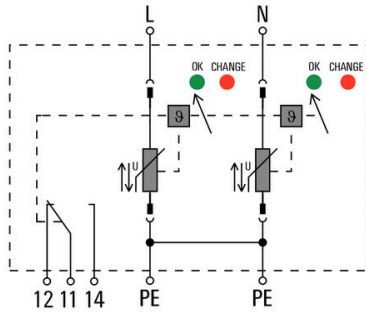 L N
OK CHANGE OK CHANGE
ϑ ϑ
U U
12 11 14 PE PE